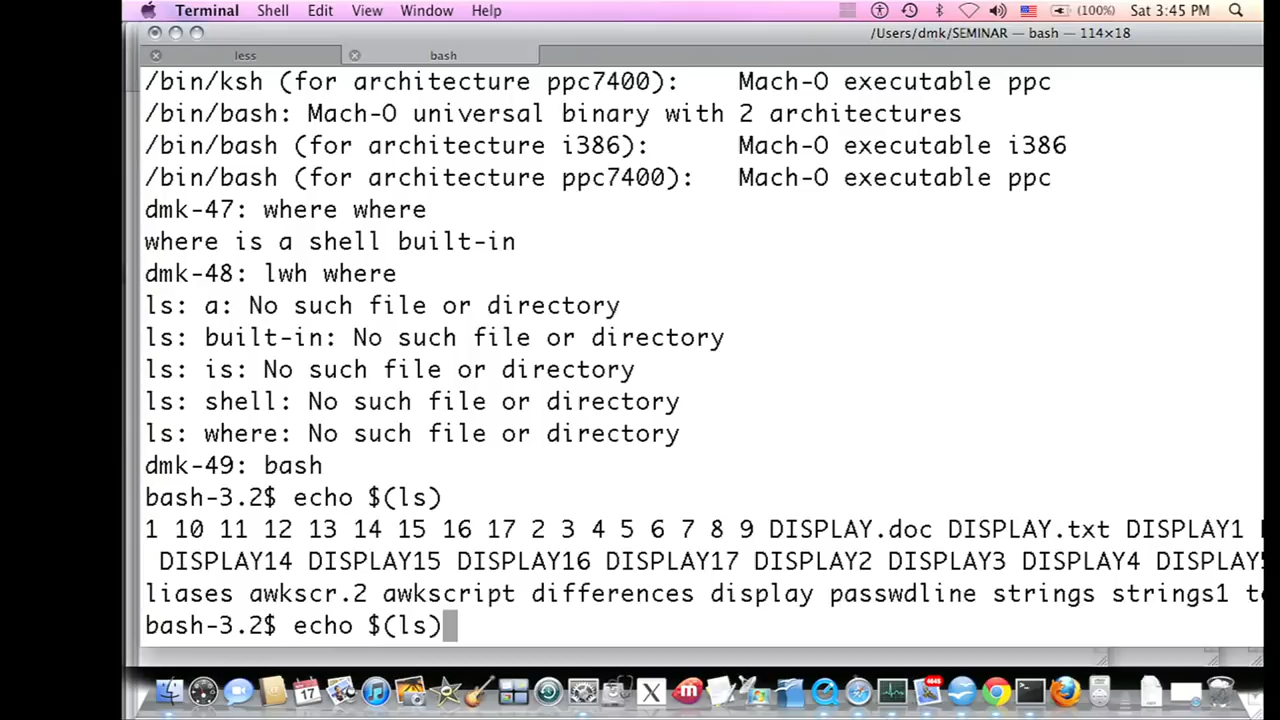 Terminal Shell Edit View Window Help (100%) Sat 3:45 PM
/Users/dmk/SEMINAR — bash — 114×18
less bash
/bin/ksh (for architecture ppc7400): Mach-O executable ppc
/bin/bash: Mach-O universal binary with 2 architectures
/bin/bash (for architecture i386): Mach-O executable i386
/bin/bash (for architecture ppc7400): Mach-O executable ppc
dmk-47: where where
where is a shell built-in
dmk-48: lwh where
ls: a: No such file or directory
ls: built-in: No such file or directory
ls: is: No such file or directory
ls: shell: No such file or directory
ls: where: No such file or directory
dmk-49: bash
bash-3.2$ echo $(ls)
1 10 11 12 13 14 15 16 17 2 3 4 5 6 7 8 9 DISPLAY.doc DISPLAY.txt DISPLAY1
DISPLAY14 DISPLAY15 DISPLAY16 DISPLAY17 DISPLAY2 DISPLAY3 DISPLAY4 DISPLAY5
liases awkscr.2 awkscript differences display passwdline strings strings1
bash-3.2$ echo $(ls)
17